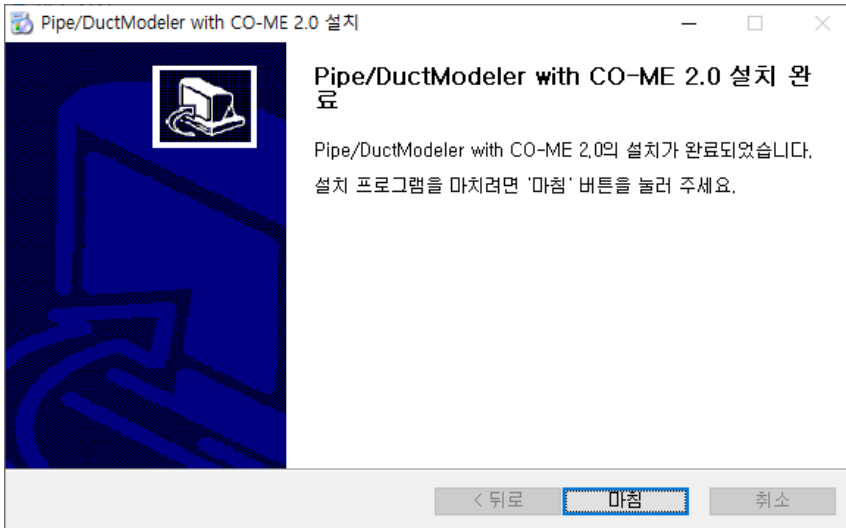 Pipe/DuctModeler with CO-ME 2.0 설치
Pipe/DuctModeler with CO-ME 2.0 설치 완
료
Pipe/DuctModeler with CO-ME 2.0의 설치가 완료되었습니다.
설치 프로그램을 마치려면 '마침' 버튼을 눌러 주세요.
< 뒤로 마침 취소